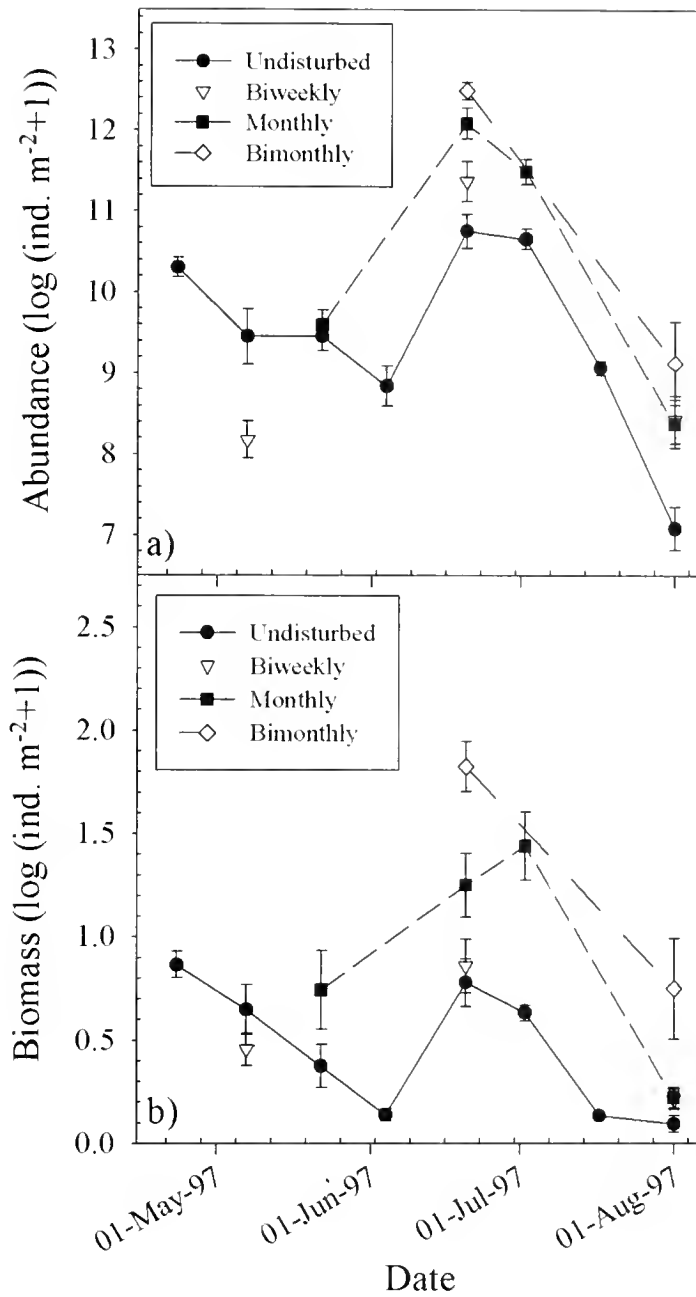 13
12
11
10
9
8
7
Abundance (log (ind. m-2+1))
Undisturbed
Biweekly
Monthly
Bimonthly
a)
2.5
2.0
1.5
1.0
0.5
0.0
Biomass (log (ind. m-2+1))
Undisturbed
Biweekly
Monthly
Bimonthly
b)
01-May-97
01-Jun-97
01-Jul-97
01-Aug-97
Date